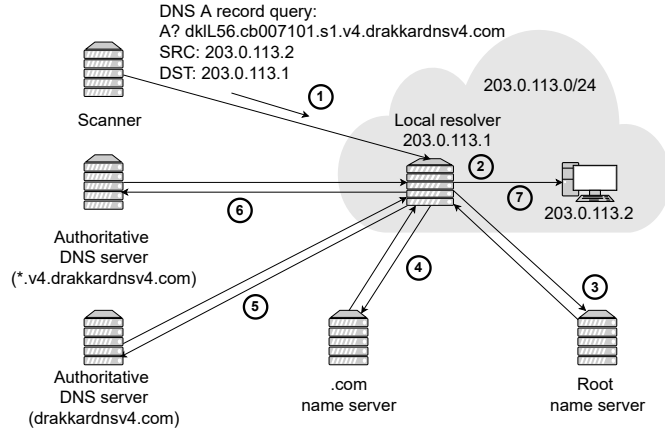 DNS A record query:
A? dklL56.cb007101.s1.v4.drakkardnsv4.com
SRC: 203.0.113.2
DST: 203.0.113.1
1
203.0.113.0/24
Scanner
Local resolver
203.0.113.1
2
7
203.0.113.2
6
Authoritative
DNS server
(*.v4.drakkardnsv4.com)
5
4
3
Authoritative
DNS server
(drakkardnsv4.com)
.com
name server
Root
name server